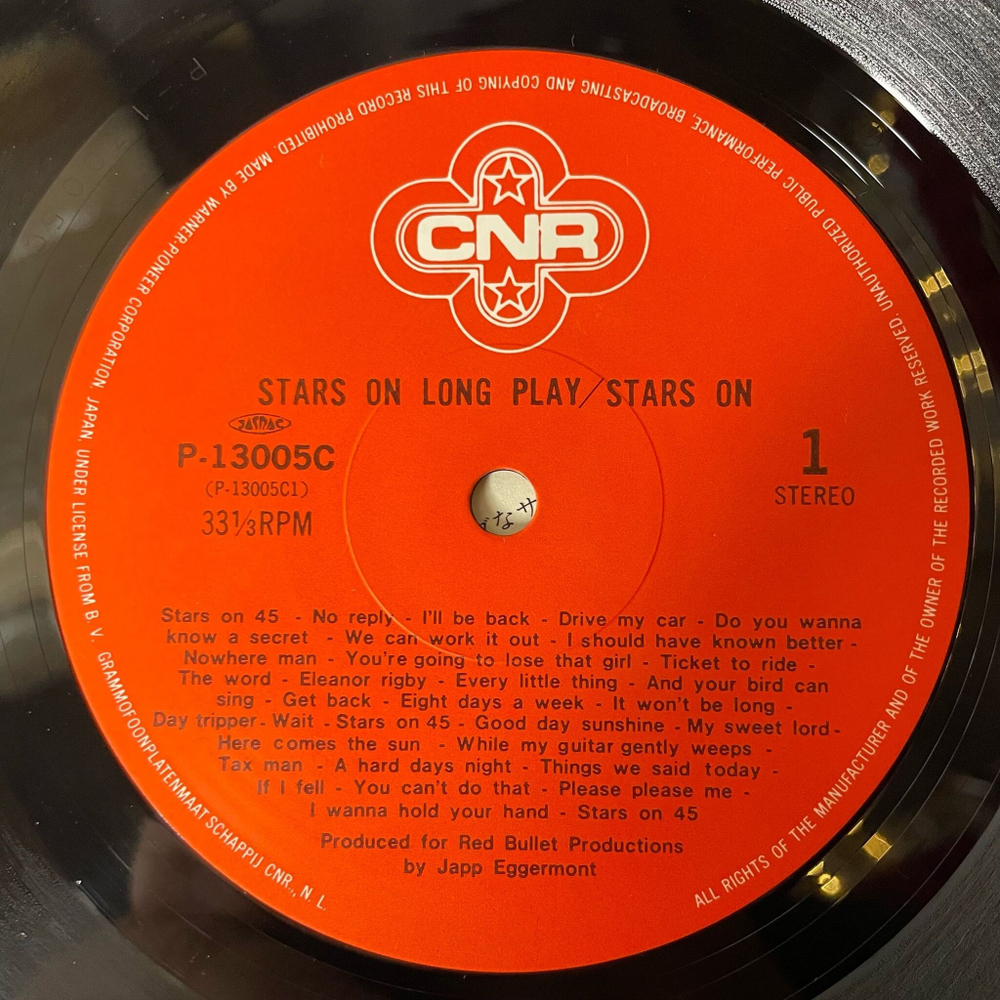 CNR
STARS ON LONG PLAY/STARS ON
JASRAC
P-13005C
(P-13005C1)
33⅓RPM
1
STEREO
なサ
Stars on 45 - No reply - I'll be back - Drive my car - Do you wanna
know a secret - We can work it out - I should have known better -
Nowhere man - You're going to lose that girl - Ticket to ride -
The word - Eleanor rigby - Every little thing - And your bird can
sing - Get back - Eight days a week - It won't be long -
Day tripper - Wait - Stars on 45 - Good day sunshine - My sweet lord -
Here comes the sun - While my guitar gently weeps -
Tax man - A hard days night - Things we said today -
If I fell - You can't do that - Please please me -
I wanna hold your hand - Stars on 45
Produced for Red Bullet Productions
by Japp Eggermont
ALL RIGHTS OF THE MANUFACTURER AND OF THE OWNER OF THE RECORDED WORK RESERVED. UNAUTHORIZED PUBLIC PERFORMANCE, BROADCASTING AND COPYING OF THIS RECORD PROHIBITED. MADE BY WARNER-PIONEER CORPORATION, JAPAN, UNDER LICENSE FROM B. V. GRAMMOFOONPLATENMAATSCHAPPIJ CNR., N. L.